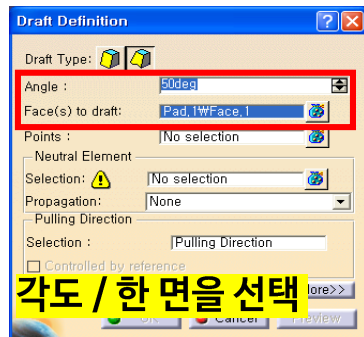 Draft Definition
Draft Type:
Angle : 50deg
Face(s) to draft: Pad,1₩Face,1
Points : No selection
Neutral Element
Selection: No selection
Propagation: None
Pulling Direction
Selection : Pulling Direction
Controlled by reference
각도 / 한 면을 선택
Cancel Preview